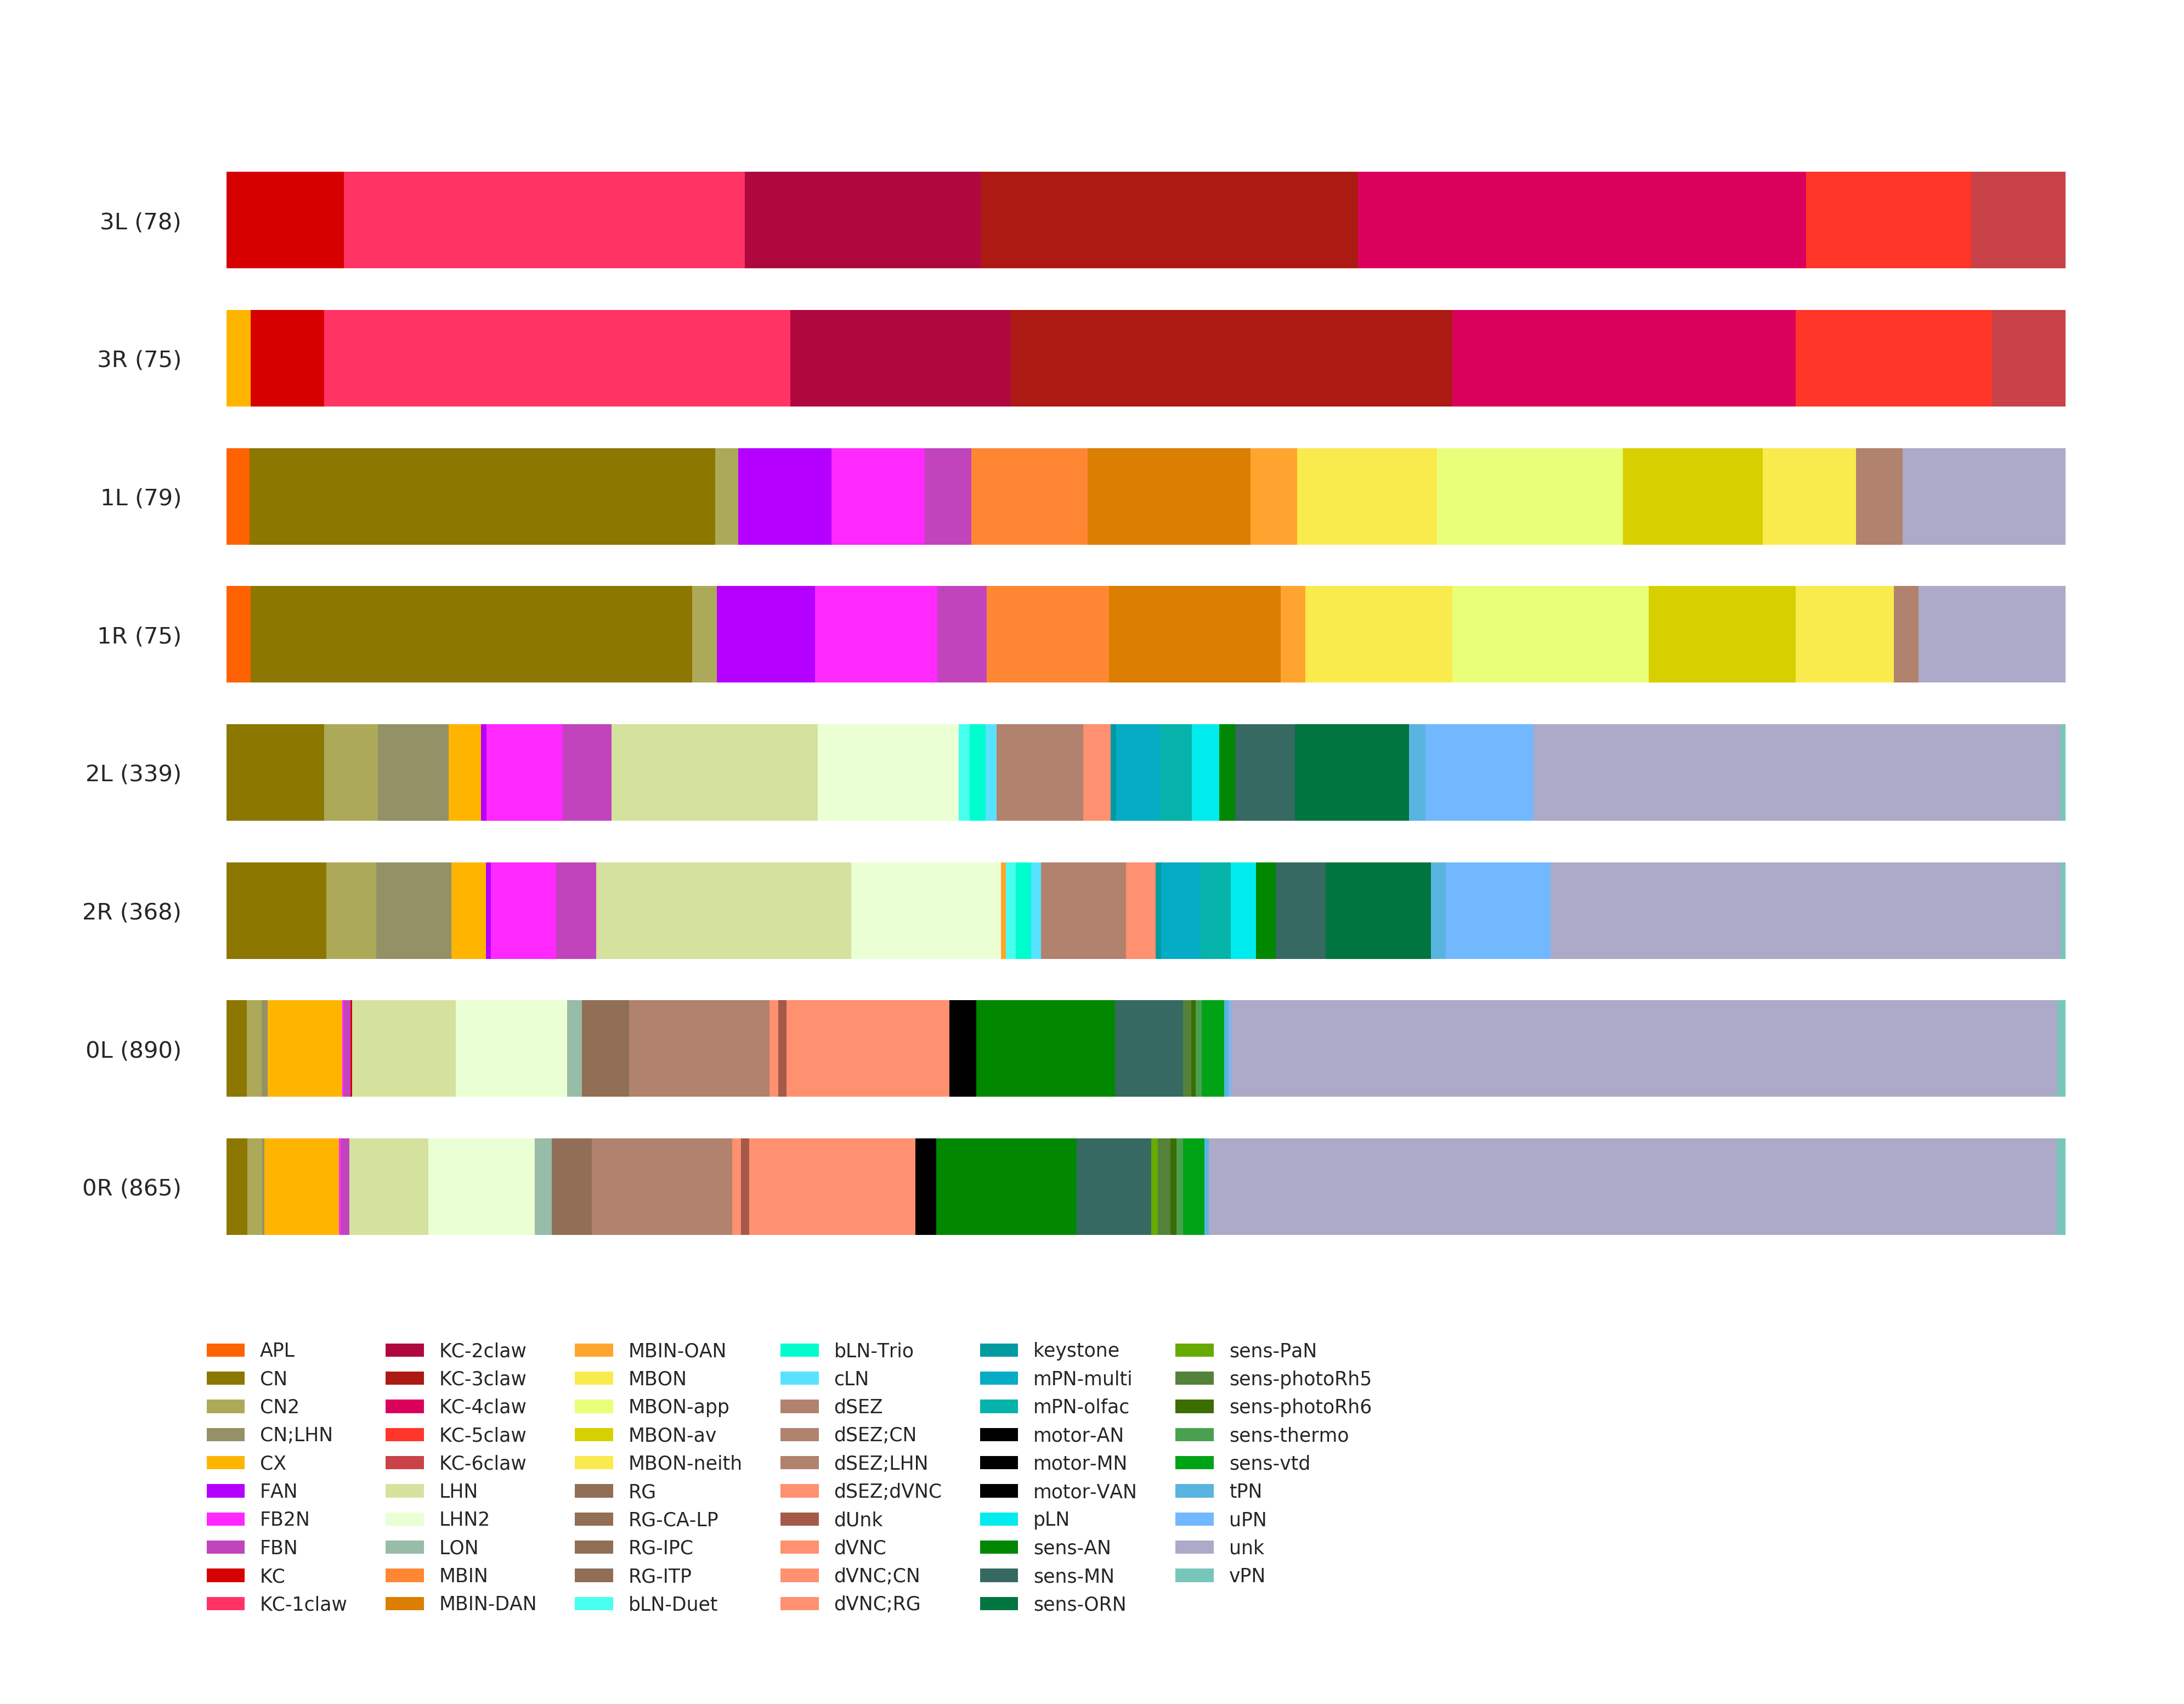 3L (78)
3R (75)
1L (79)
1R (75)
2L (339)
2R (368)
0L (890)
0R (865)
APL
CN
CN2
CN;LHN
CX
FAN
FB2N
FBN
KC
KC-1claw
KC-2claw
KC-3claw
KC-4claw
KC-5claw
KC-6claw
LHN
LHN2
LON
MBIN
MBIN-DAN
MBIN-OAN
MBON
MBON-app
MBON-av
MBON-neith
RG
RG-CA-LP
RG-IPC
RG-ITP
bLN-Duet
bLN-Trio
cLN
dSEZ
dSEZ;CN
dSEZ;LHN
dSEZ;dVNC
dUnk
dVNC
dVNC;CN
dVNC;RG
keystone
mPN-multi
mPN-olfac
motor-AN
motor-MN
motor-VAN
pLN
sens-AN
sens-MN
sens-ORN
sens-PaN
sens-photoRh5
sens-photoRh6
sens-thermo
sens-vtd
tPN
uPN
unk
vPN